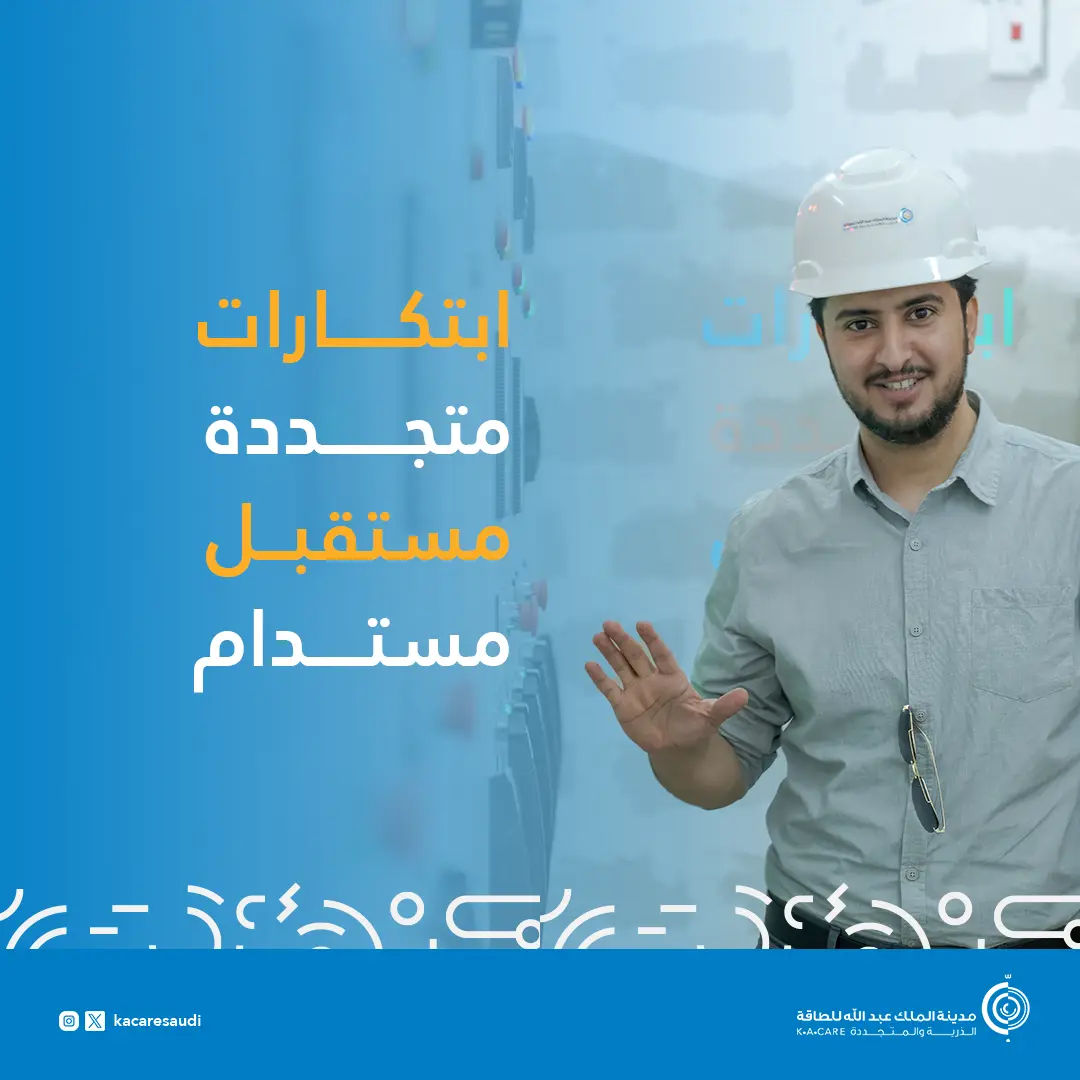 ابتكارات
متجددة
مستقبل
مستدام
مدينة الملك عبد الله للطاقة
الذرية والمتجددة K•A•CARE
kacaresaudi